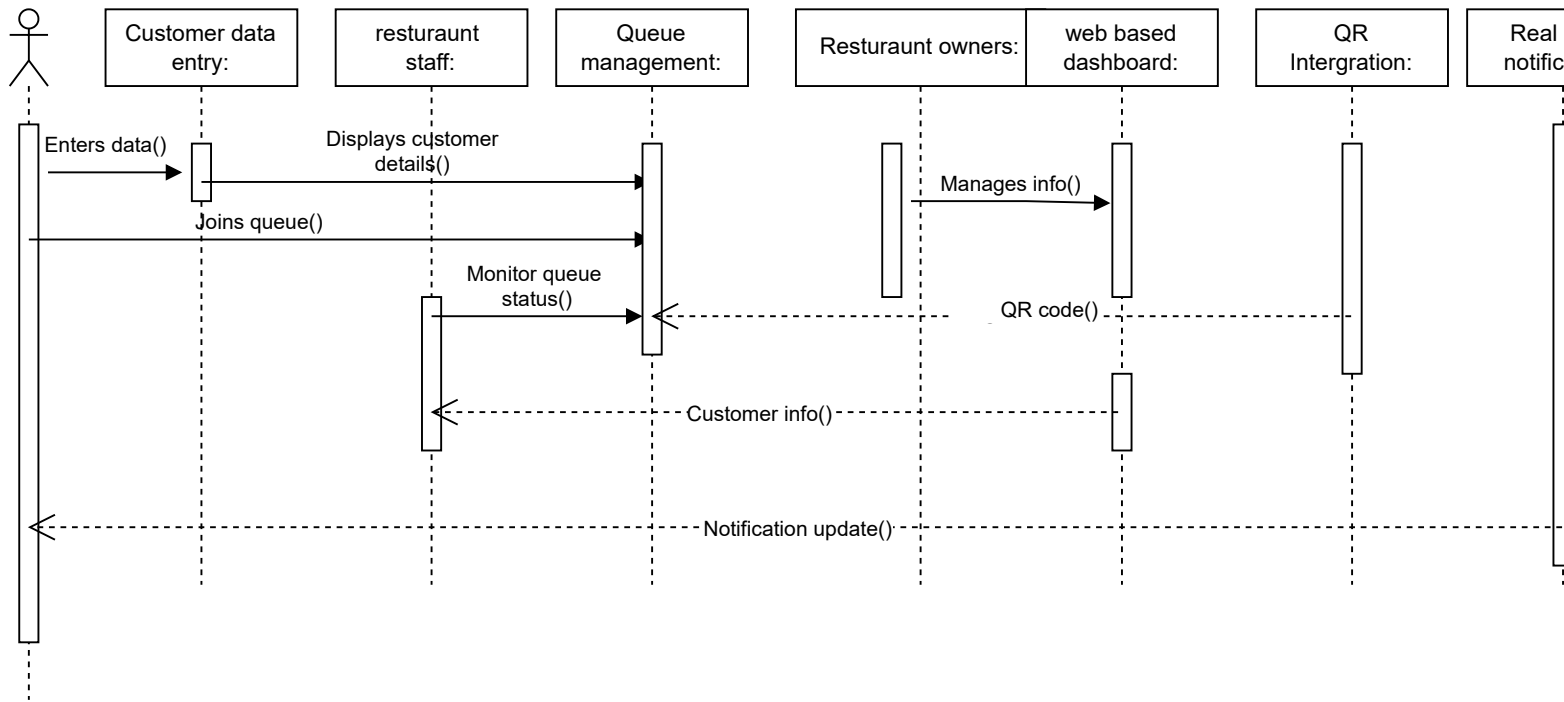 Customer data
entry:
resturaunt
staff:
Queue
management:
Resturaunt owners:
web based
dashboard:
QR
Intergration:
Real
notific
Enters data()
Displays customer
details()
Manages info()
Joins queue()
Monitor queue
status()
QR code()
Customer info()
Notification update()